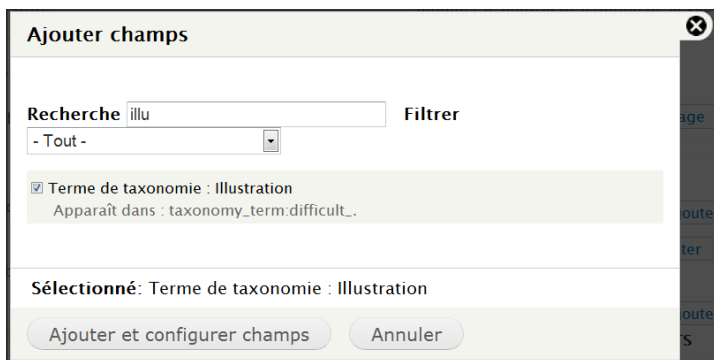 Ajouter champs
Recherche illu Filtrer
- Tout -
Terme de taxonomie : Illustration
Apparaît dans : taxonomy_term:difficult_.
Sélectionné: Terme de taxonomie : Illustration
Ajouter et configurer champs Annuler